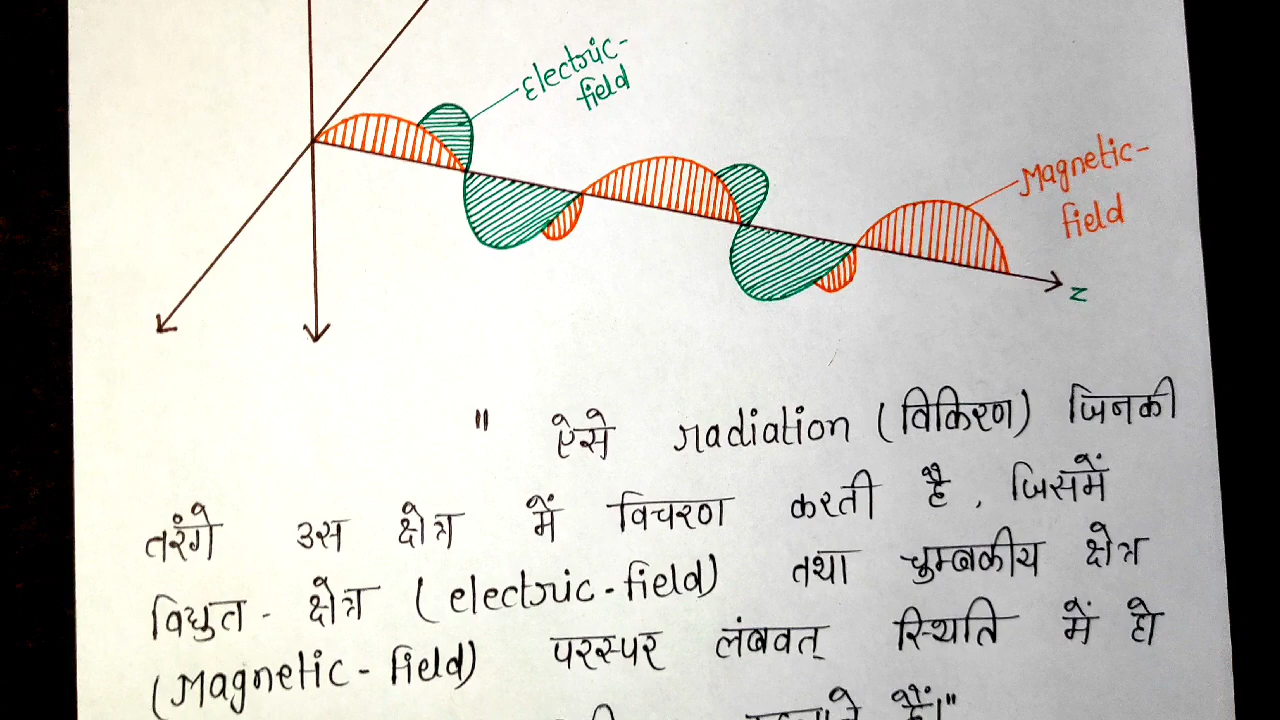 Electric-
field
Magnetic-
field
z
" ऐसे radiation (विकिरण) जिनकी
तरंगे उस क्षेत्र में विचरण करती है, जिसमें
विद्युत - क्षेत्र (electric-field) तथा चुम्बकीय क्षेत्र
(Magnetic-field) परस्पर लंबवत् स्थिति में हो
हैं।"